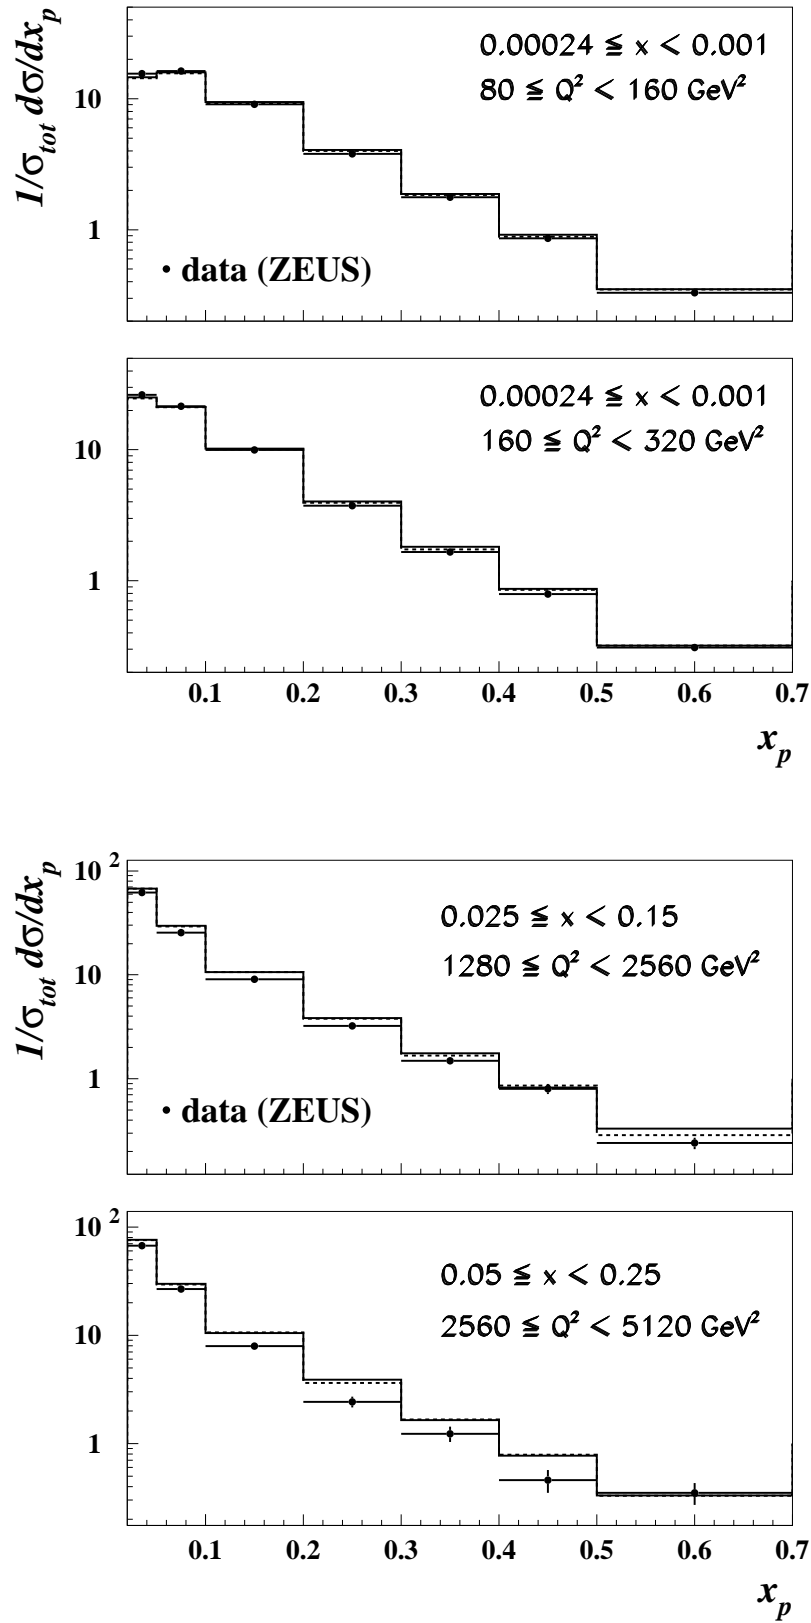 1/σ_tot dσ/dx_p
0.00024 ≦ x < 0.001
80 ≦ Q² < 160 GeV²
10
1
• data (ZEUS)
0.00024 ≦ x < 0.001
160 ≦ Q² < 320 GeV²
10
1
0.1 0.2 0.3 0.4 0.5 0.6 0.7
x_p
1/σ_tot dσ/dx_p
10²
0.025 ≦ x < 0.15
1280 ≦ Q² < 2560 GeV²
10
1
• data (ZEUS)
10²
0.05 ≦ x < 0.25
2560 ≦ Q² < 5120 GeV²
10
1
0.1 0.2 0.3 0.4 0.5 0.6 0.7
x_p